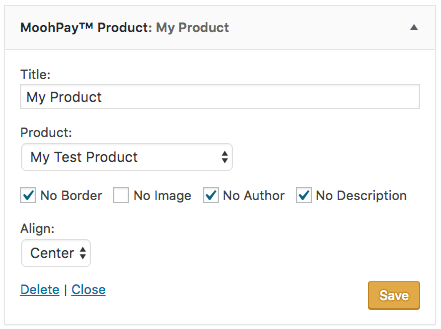 MoohPay™ Product: My Product
Title:
My Product
Product:
My Test Product
No Border No Image No Author No Description
Align:
Center
Delete | Close Save